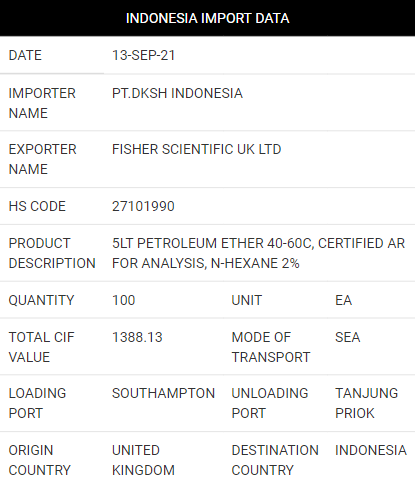 INDONESIA IMPORT DATA
DATE 13-SEP-21
IMPORTER PT.DKSH INDONESIA
NAME
EXPORTER FISHER SCIENTIFIC UK LTD
NAME
HS CODE 27101990
PRODUCT 5LT PETROLEUM ETHER 40-60C, CERTIFIED AR
DESCRIPTION FOR ANALYSIS, N-HEXANE 2%
QUANTITY 100 UNIT EA
TOTAL CIF 1388.13 MODE OF SEA
VALUE TRANSPORT
LOADING SOUTHAMPTON UNLOADING TANJUNG
PORT PORT PRIOK
ORIGIN UNITED DESTINATION INDONESIA
COUNTRY KINGDOM COUNTRY